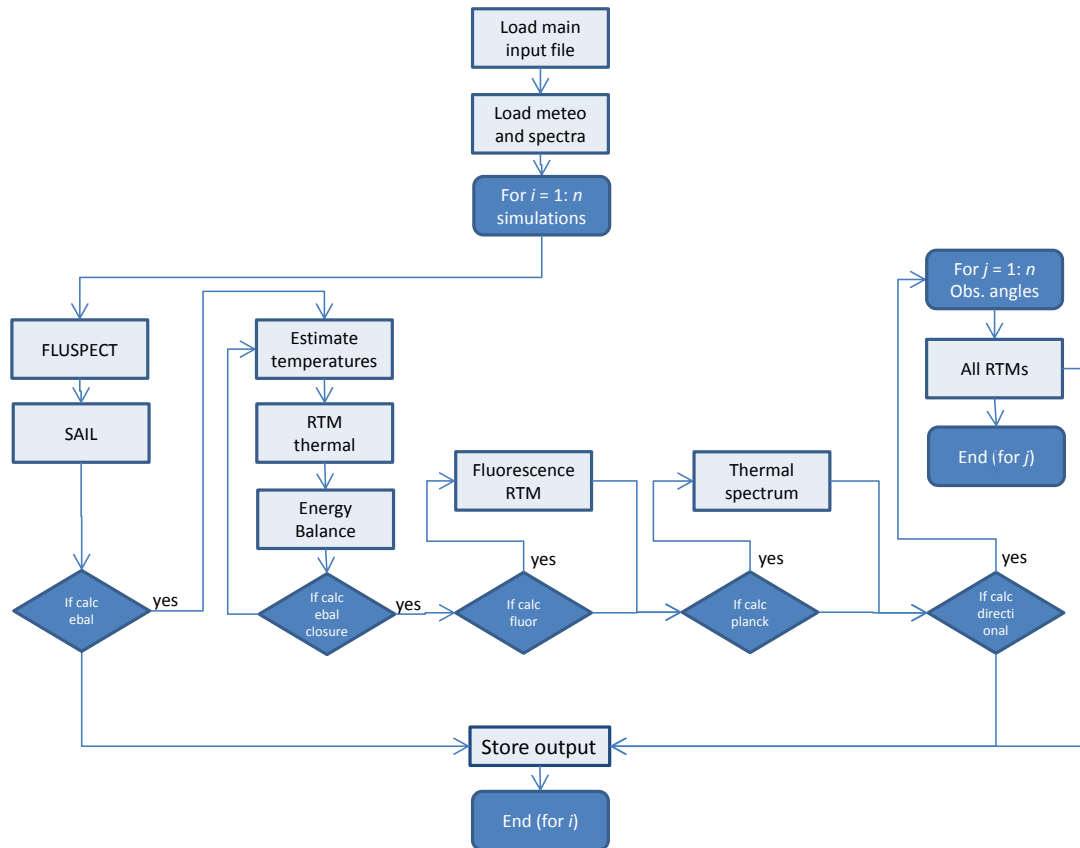 Load main
input file
Load meteo
and spectra
For i = 1: n
simulations
For j = 1: n
Obs. angles
FLUSPECT
Estimate
temperatures
All RTMs
SAIL
RTM
thermal
End (for j)
Fluorescence
RTM
Thermal
spectrum
Energy
Balance
yes
yes
yes
If calc
ebal
yes
If calc
ebal
closure
yes
If calc
fluor
If calc
planck
If calc
directi
onal
Store output
End (for i)